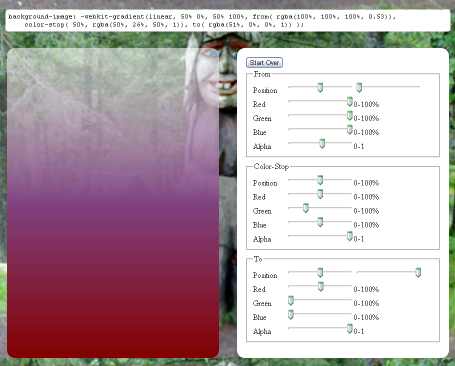 background-image: -webkit-gradient(linear, 50% 0%, 50% 100%, from( rgba(100%, 100%, 100%, 0.53)),
color-stop( 50%, rgba(50%, 26%, 50%, 1)), to( rgba(51%, 0%, 0%, 1)) );
Start Over
From
Position
Red 0-100%
Green 0-100%
Blue 0-100%
Alpha 0-1
Color-Stop
Position 0-100%
Red 0-100%
Green 0-100%
Blue 0-100%
Alpha 0-1
To
Position
Red 0-100%
Green 0-100%
Blue 0-100%
Alpha 0-1